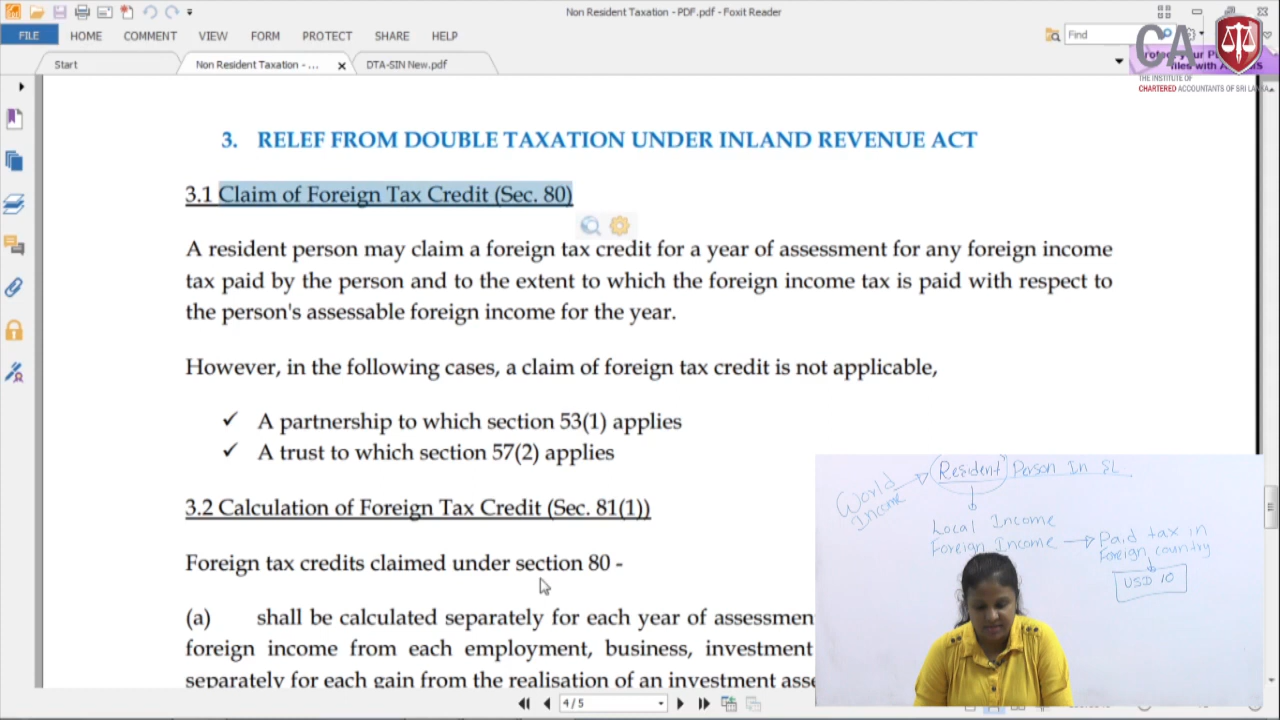 Non Resident Taxation - PDF.pdf - Foxit Reader
FILE HOME COMMENT VIEW FORM PROTECT SHARE HELP
Find
CA
THE INSTITUTE OF
CHARTERED ACCOUNTANTS OF SRI LANKA
files with
Start
Non Resident Taxation - ...
DTA-SIN New.pdf
3. RELEF FROM DOUBLE TAXATION UNDER INLAND REVENUE ACT
3.1 Claim of Foreign Tax Credit (Sec. 80)
A resident person may claim a foreign tax credit for a year of assessment for any foreign income
tax paid by the person and to the extent to which the foreign income tax is paid with respect to
the person's assessable foreign income for the year.
However, in the following cases, a claim of foreign tax credit is not applicable,
✓ A partnership to which section 53(1) applies
✓ A trust to which section 57(2) applies
3.2 Calculation of Foreign Tax Credit (Sec. 81(1))
Foreign tax credits claimed under section 80 -
(a) shall be calculated separately for each year of assessmen
foreign income from each employment, business, investment
separately for each gain from the realisation of an investment asse
World
Income
Resident Person In SL
Local Income
Foreign Income
Paid tax in
Foreign country
USD 10
4 / 5